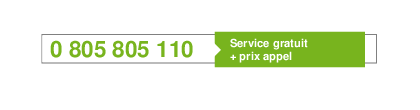 0 805 805 110
Service gratuit
+ prix appel